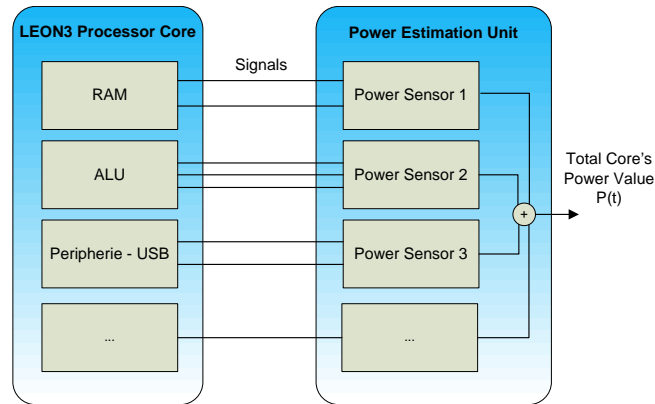 LEON3 Processor Core
Power Estimation Unit
Signals
RAM
Power Sensor 1
ALU
Power Sensor 2
Total Core's
Power Value
P(t)
+
Peripherie - USB
Power Sensor 3
...
...